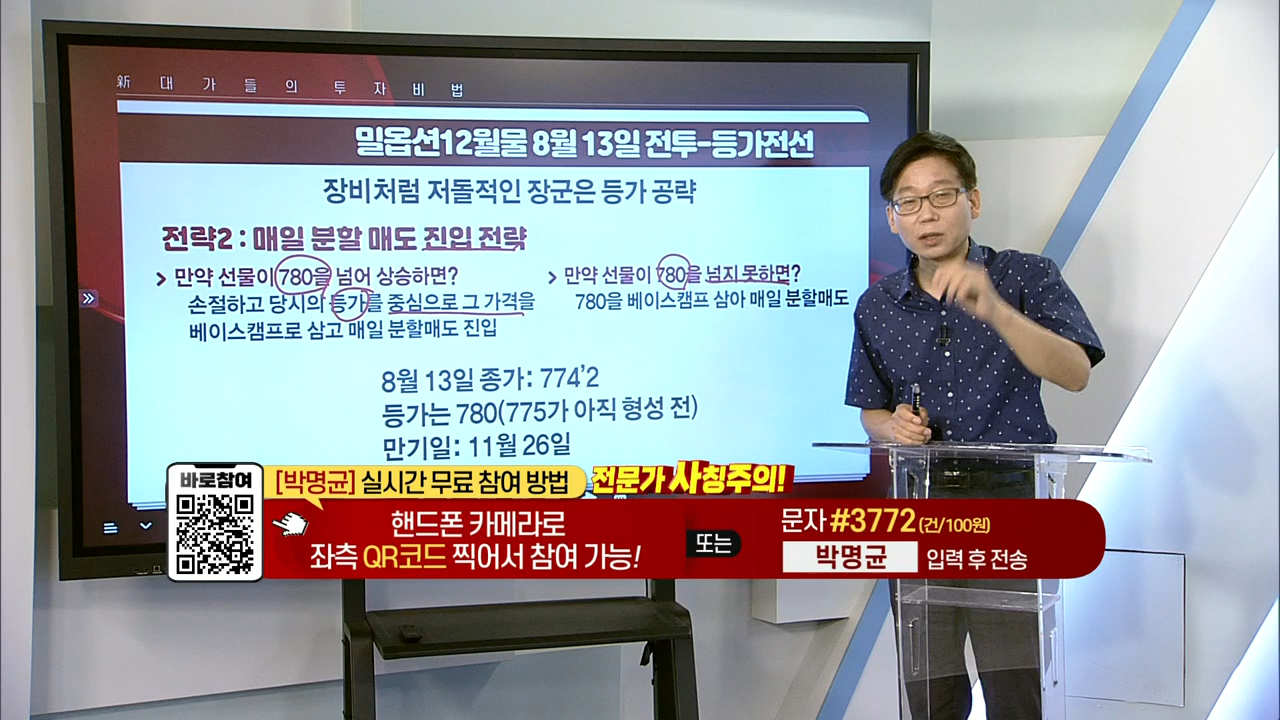 新 대 가 들 의 투 자 비 법
밀옵션12월물 8월 13일 전투-등가전선
장비처럼 저돌적인 장군은 등가 공략
전략2 : 매일 분할 매도 진입 전략
만약 선물이 780을 넘어 상승하면?
손절하고 당시의 등가를 중심으로 그 가격을
베이스캠프로 삼고 매일 분할매도 진입
만약 선물이 780을 넘지 못하면?
780을 베이스캠프 삼아 매일 분할매도
8월 13일 종가: 774’2
등가는 780(775가 아직 형성 전)
만기일: 11월 26일
바로참여
[박명균] 실시간 무료 참여 방법
전문가 사칭주의!
핸드폰 카메라로
좌측 QR코드 찍어서 참여 가능!
또는
문자 #3772 (건/100원)
박명균 입력 후 전송